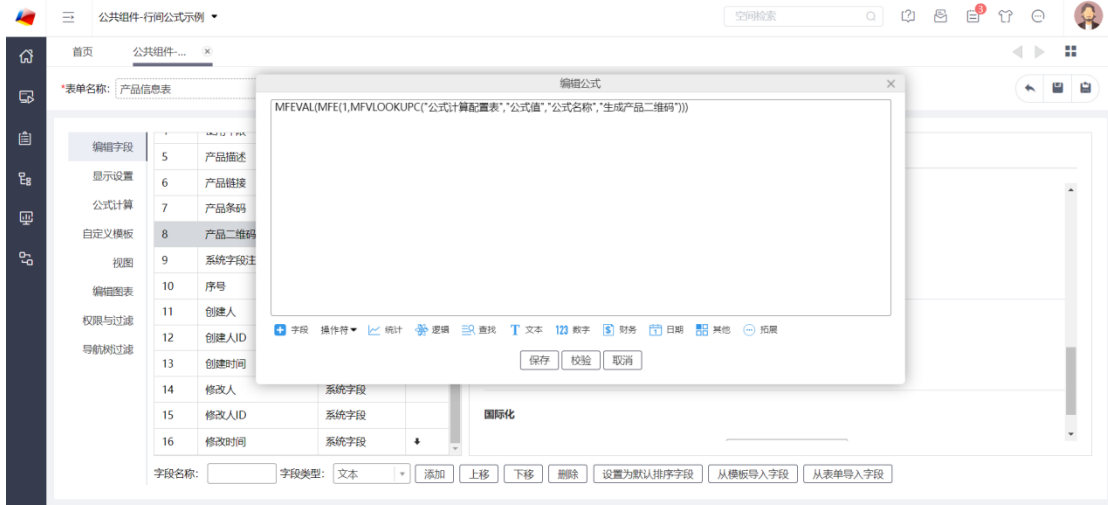 公共组件-行间公式示例
空间检索
3
首页
公共组件-... ×
*表单名称: 产品信息表
编辑公式
MFEVAL(MFE(1,MFVLOOKUPC("公式计算配置表","公式值","公式名称","生成产品二维码")))
编辑字段
显示设置
公式计算
自定义模板
视图
编辑图表
权限与过滤
导航树过滤
5 产品描述
6 产品链接
7 产品条码
8 产品二维码
9 系统字段注
10 序号
11 创建人
12 创建人ID
13 创建时间
14 修改人 系统字段
15 修改人ID 系统字段
16 修改时间 系统字段
字段 操作符 统计 逻辑 查找 T 文本 123 数字 $ 财务 日期 其他 拓展
保存 校验 取消
国际化
字段名称: 字段类型: 文本 添加 上移 下移 删除 设置为默认排序字段 从模板导入字段 从表单导入字段